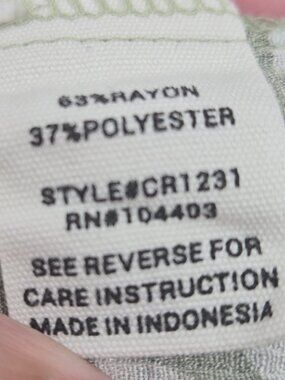 63%RAYON
37%POLYESTER
STYLE#CR1231
RN#104403
SEE REVERSE FOR
CARE INSTRUCTION
MADE IN INDONESIA